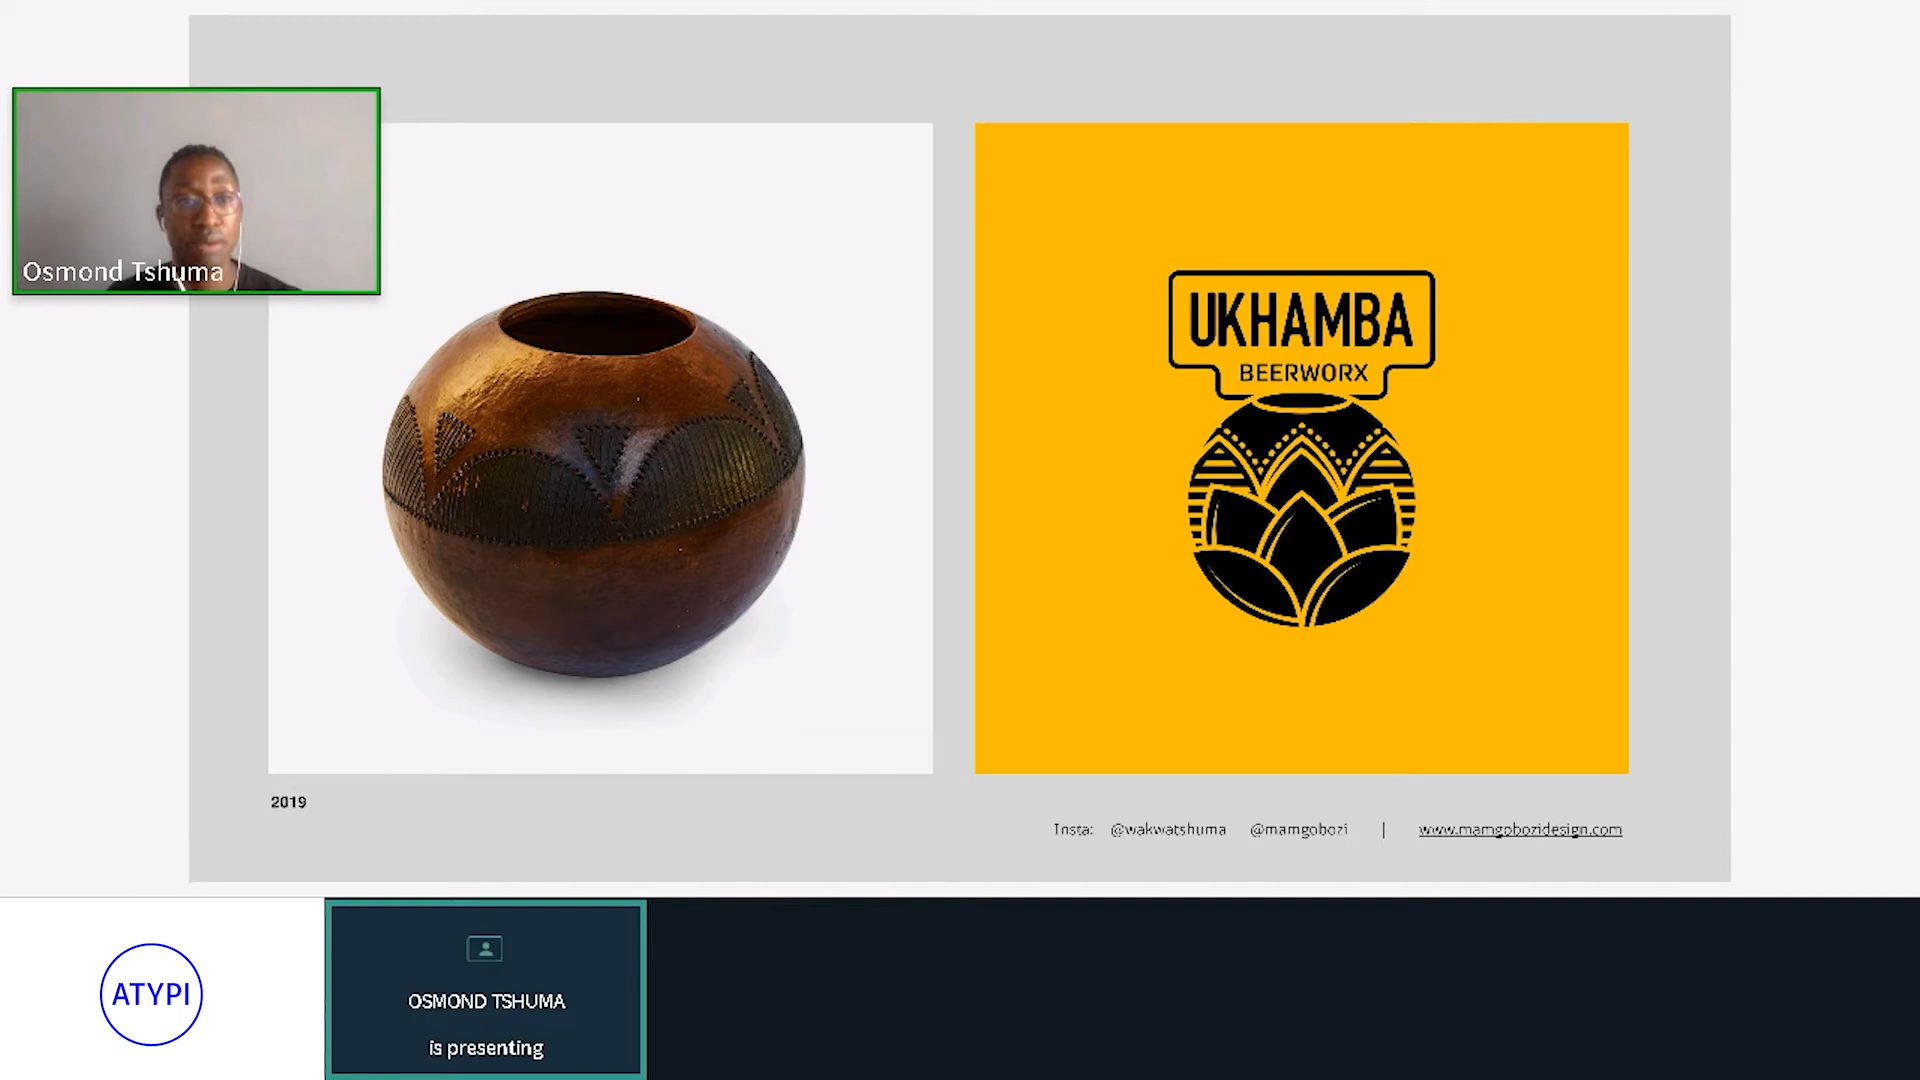 Osmond Tshuma
UKHAMBA
BEERWORX
2019
Insta: @wakwatshuma @mamgobozi | www.mamgobozidesign.com
ATYPI
OSMOND TSHUMA
is presenting